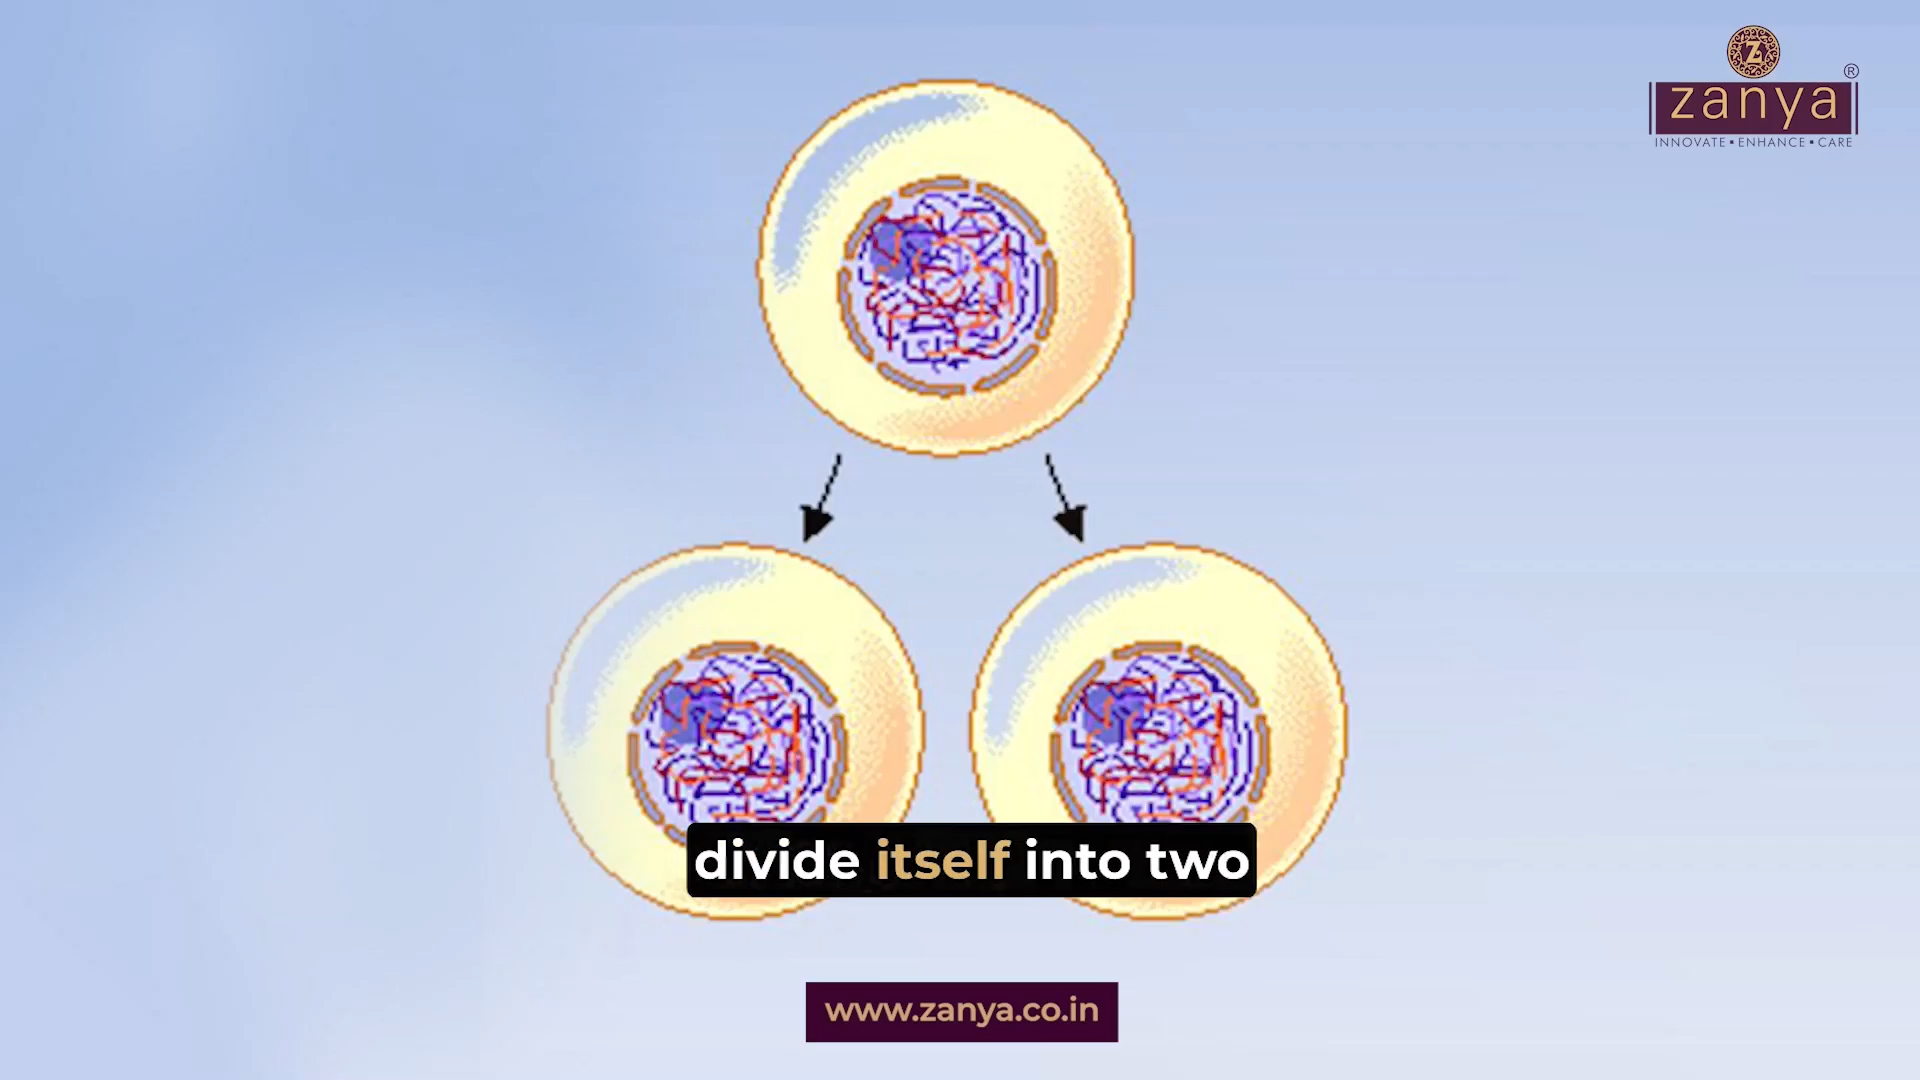 Z
zanya®
INNOVATE▪ENHANCE▪CARE
divide itself into two
www.zanya.co.in